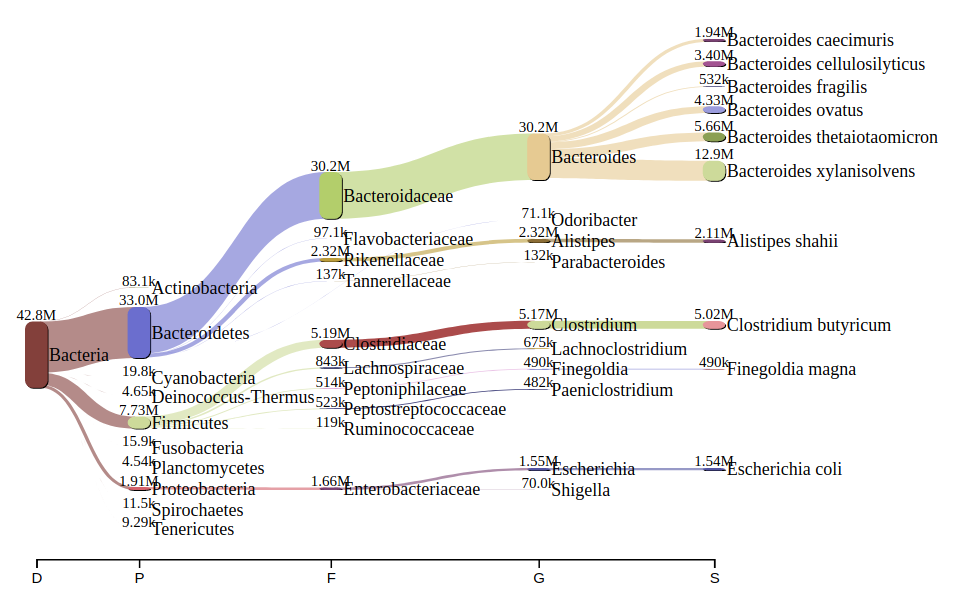 42.8M
Bacteria
83.1k
Actinobacteria
33.0M
Bacteroidetes
19.8k
Cyanobacteria
4.65k
Deinococcus-Thermus
7.73M
Firmicutes
15.9k
Fusobacteria
4.54k
Planctomycetes
1.91M
Proteobacteria
11.5k
Spirochaetes
9.29k
Tenericutes
30.2M
Bacteroidaceae
97.1k
Flavobacteriaceae
2.32M
Rikenellaceae
137k
Tannerellaceae
5.19M
Clostridiaceae
843k
Lachnospiraceae
514k
Peptoniphilaceae
523k
Peptostreptococcaceae
119k
Ruminococcaceae
1.66M
Enterobacteriaceae
30.2M
Bacteroides
71.1k
Odoribacter
2.32M
Alistipes
132k
Parabacteroides
5.17M
Clostridium
675k
Lachnoclostridium
490k
Finegoldia
482k
Paeniclostridium
1.55M
Escherichia
70.0k
Shigella
1.94M
Bacteroides caecimuris
3.40M
Bacteroides cellulosilyticus
532k
Bacteroides fragilis
4.33M
Bacteroides ovatus
5.66M
Bacteroides thetaiotaomicron
12.9M
Bacteroides xylanisolvens
2.11M
Alistipes shahii
5.02M
Clostridium butyricum
490k
Finegoldia magna
1.54M
Escherichia coli
D P F G S